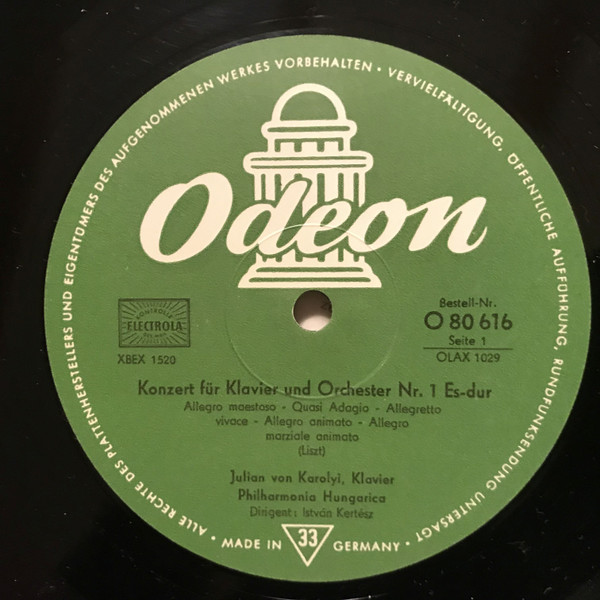 ALLE RECHTE DES PLATTENHERSTELLERS UND EIGENTÜMERS DES AUFGENOMMENEN WERKES VORBEHALTEN • VERVIELFÄLTIGUNG, ÖFFENTLICHE AUFFÜHRUNG, RUNDFUNKSENDUNG UNTERSAGT •
Odeon
ELECTROLA
XBEX 1520
Bestell-Nr.
O 80 616
Seite 1
OLAX 1029
Konzert für Klavier und Orchester Nr. 1 Es-dur
Allegro maestoso - Quasi Adagio - Allegretto
vivace - Allegro animato - Allegro
marziale animato
(Liszt)
Julian von Karolyi, Klavier
Philharmonia Hungarica
Dirigent: István Kertész
MADE IN 33 GERMANY